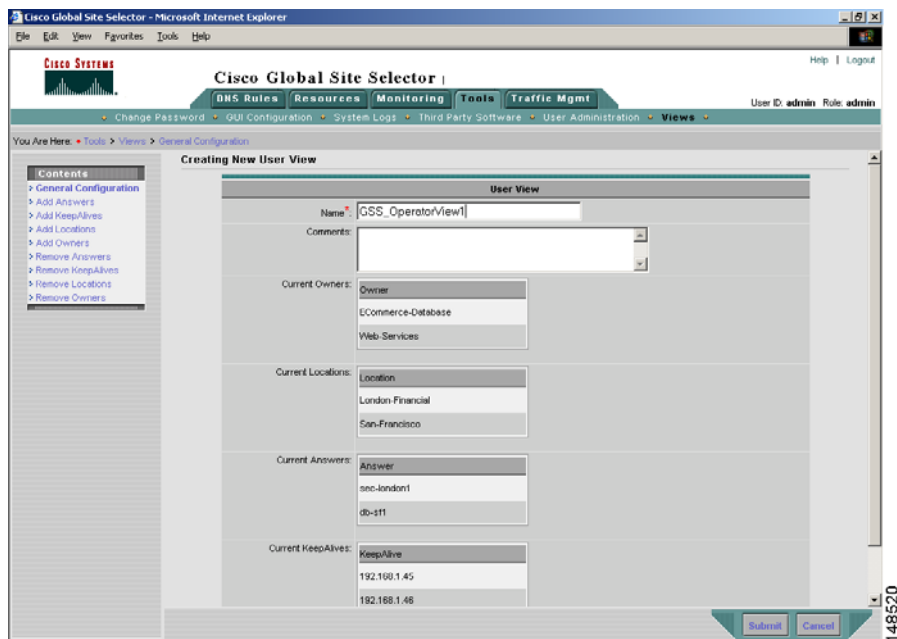 Cisco Global Site Selector - Microsoft Internet Explorer
File Edit View Favorites Tools Help
Help | Logout
CISCO SYSTEMS
Cisco Global Site Selector
DNS Rules Resources Monitoring Tools Traffic Mgmt
User ID: admin Role: admin
Change Password GUI Configuration System Logs Third Party Software User Administration Views
You Are Here: Tools > Views > General Configuration
Creating New User View
Contents
General Configuration
Add Answers
Add KeepAlives
Add Locations
Add Owners
Remove Answers
Remove KeepAlives
Remove Locations
Remove Owners
User View
Name*: GSS_OperatorView1
Comments:
Current Owners:
Owner
ECommerce-Database
Web-Services
Current Locations:
Location
London-Financial
San-Francisco
Current Answers:
Answer
sec-london1
db-sf1
Current KeepAlives:
KeepAlive
192.168.1.45
192.168.1.46
Submit Cancel
148520